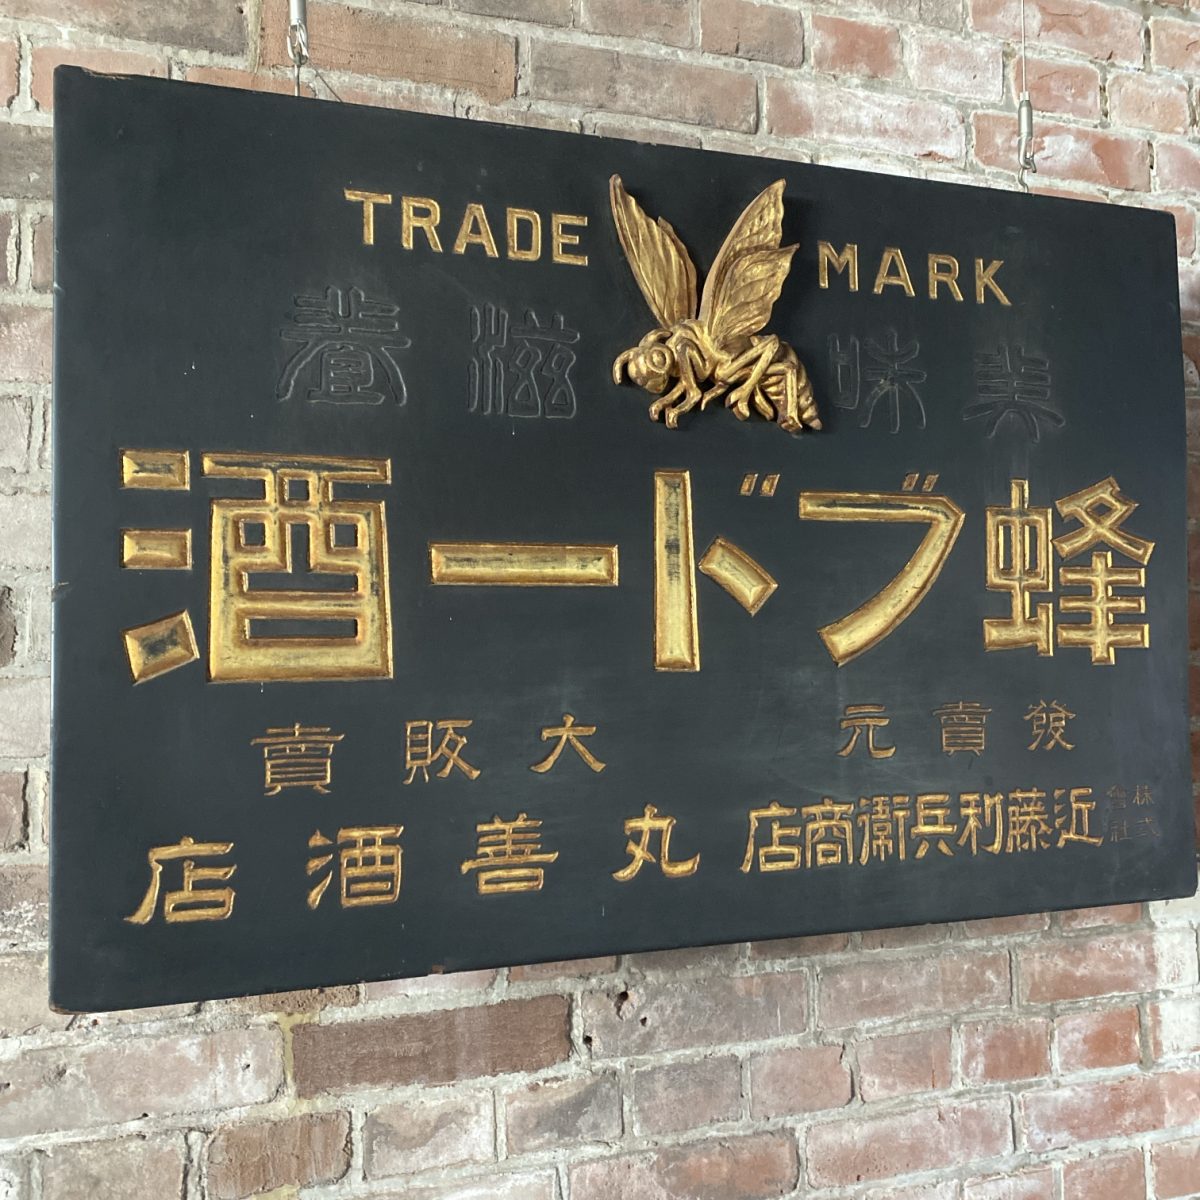 TRADE MARK
美味 滋養
蜂ブドー酒
發賣元
株式會社 近藤利兵衞商店
大販賣
丸善酒店